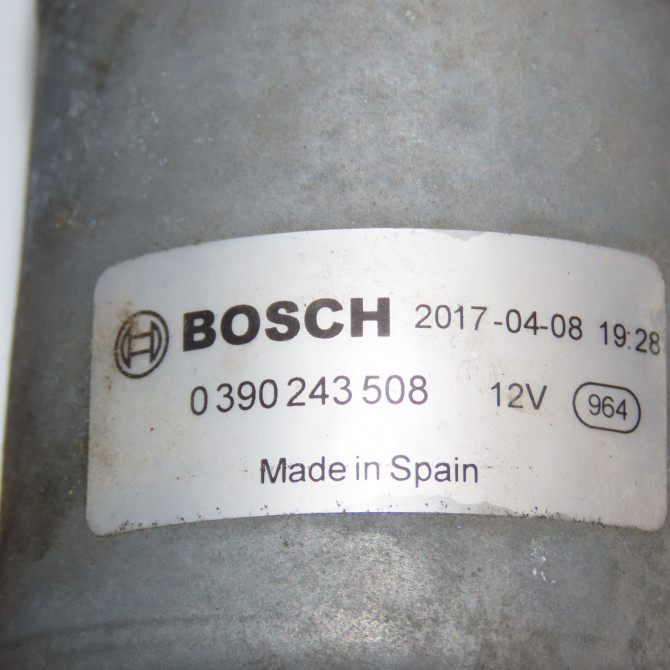 BOSCH 2017-04-08 19:28
0 390 243 508 12V 964
Made in Spain